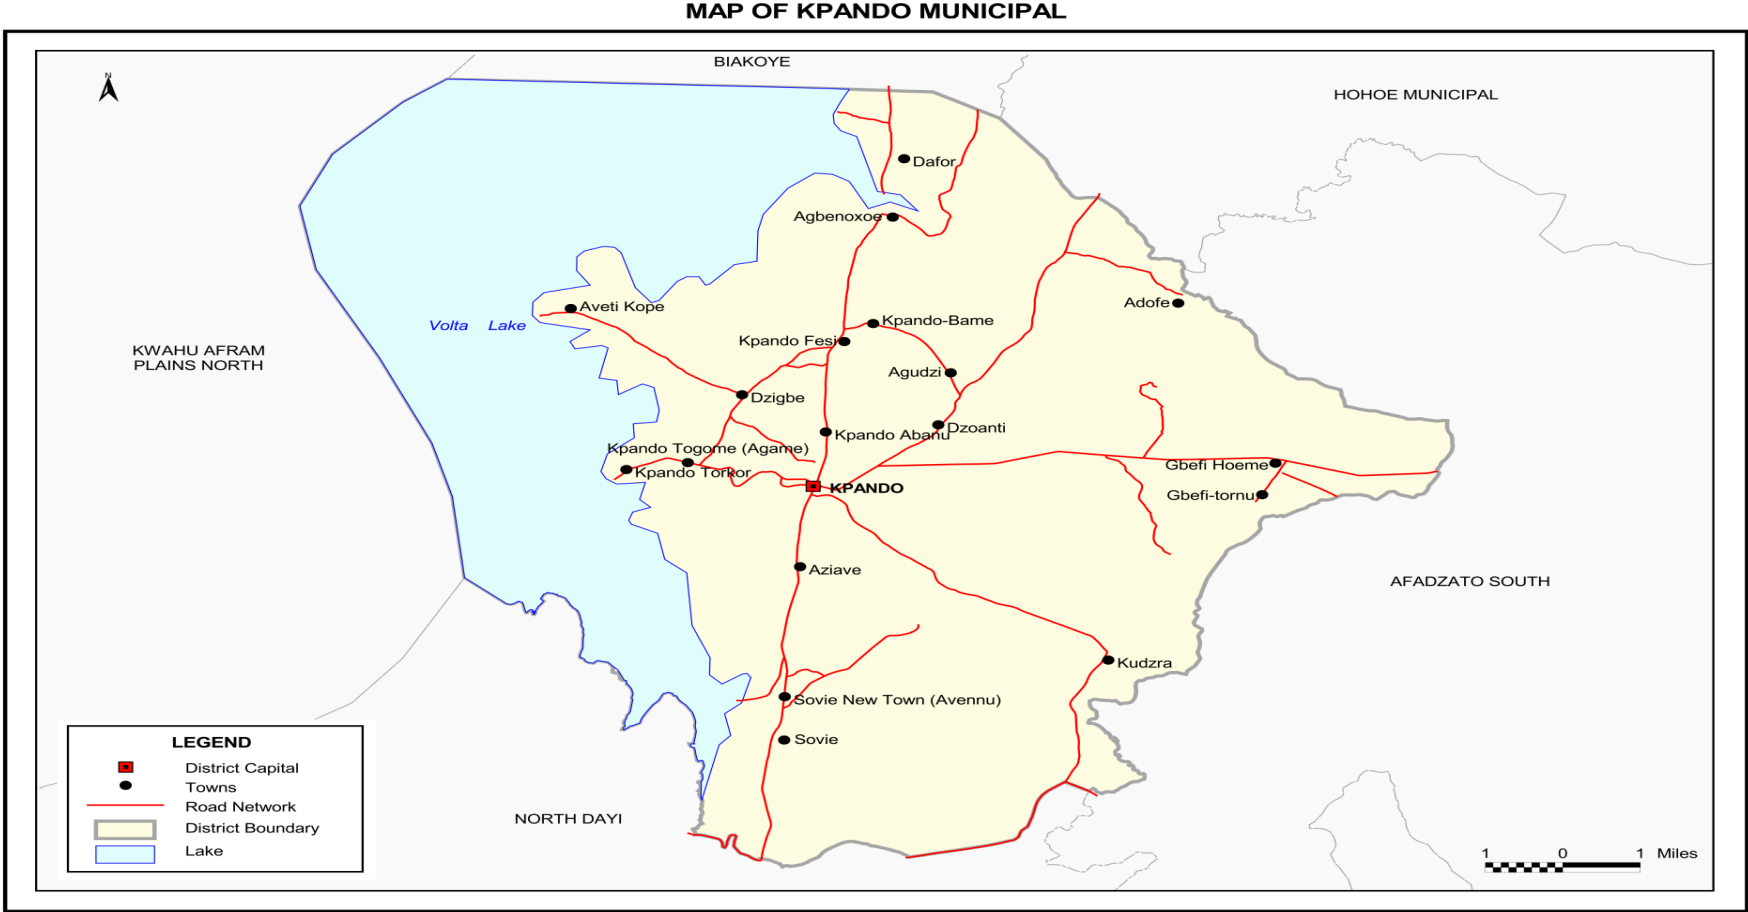 MAP OF KPANDO MUNICIPAL
BIAKOYE
N
HOHOE MUNICIPAL
Dafor
Agbenoxoe
Adofe
Aveti Kope
Kpando-Bame
Volta Lake
Kpando Fesi
KWAHU AFRAM
PLAINS NORTH
Agudzi
Dzigbe
Dzoanti
Kpando Abanu
Kpando Togome (Agame)
Gbefi Hoeme
Kpando Torkor
KPANDO
Gbefi-tornu
Aziave
AFADZATO SOUTH
Kudzra
Sovie New Town (Avennu)
Sovie
NORTH DAYI
LEGEND
District Capital
Towns
Road Network
District Boundary
Lake
1 0 1 Miles